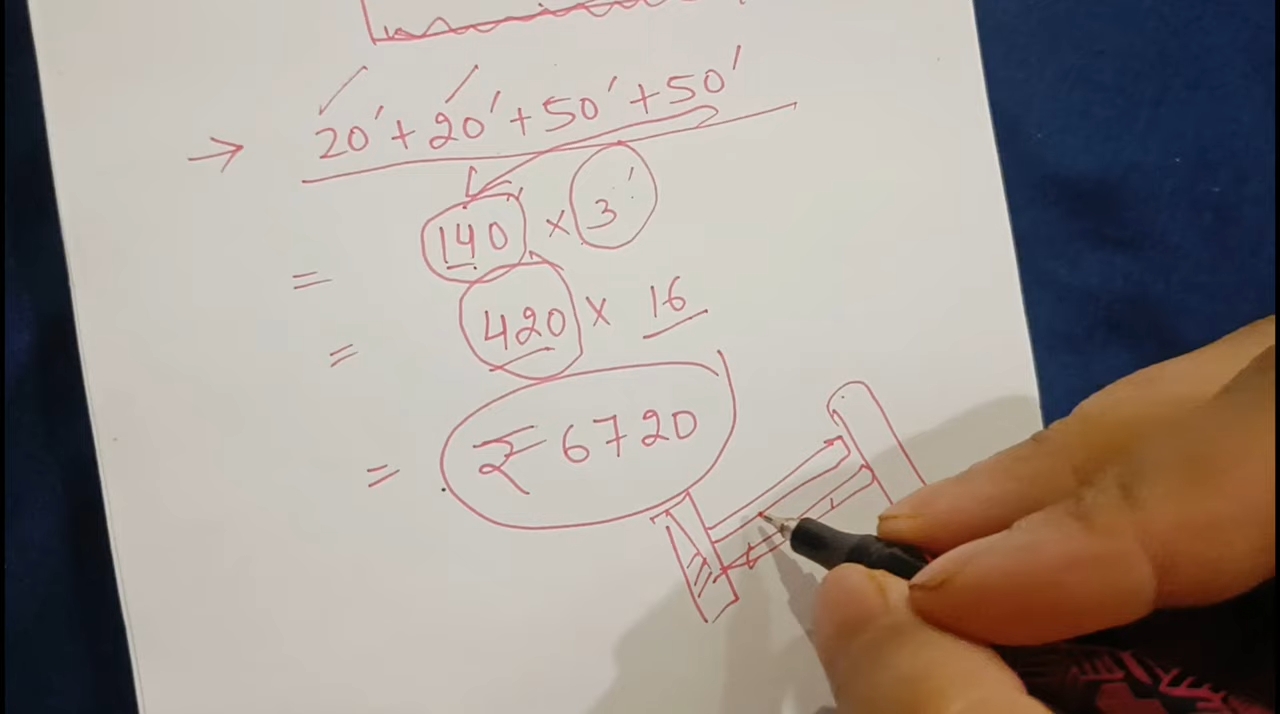 → 20' + 20' + 50' + 50'
= 140' × 3'
= 420 × 16
= ₹ 6720